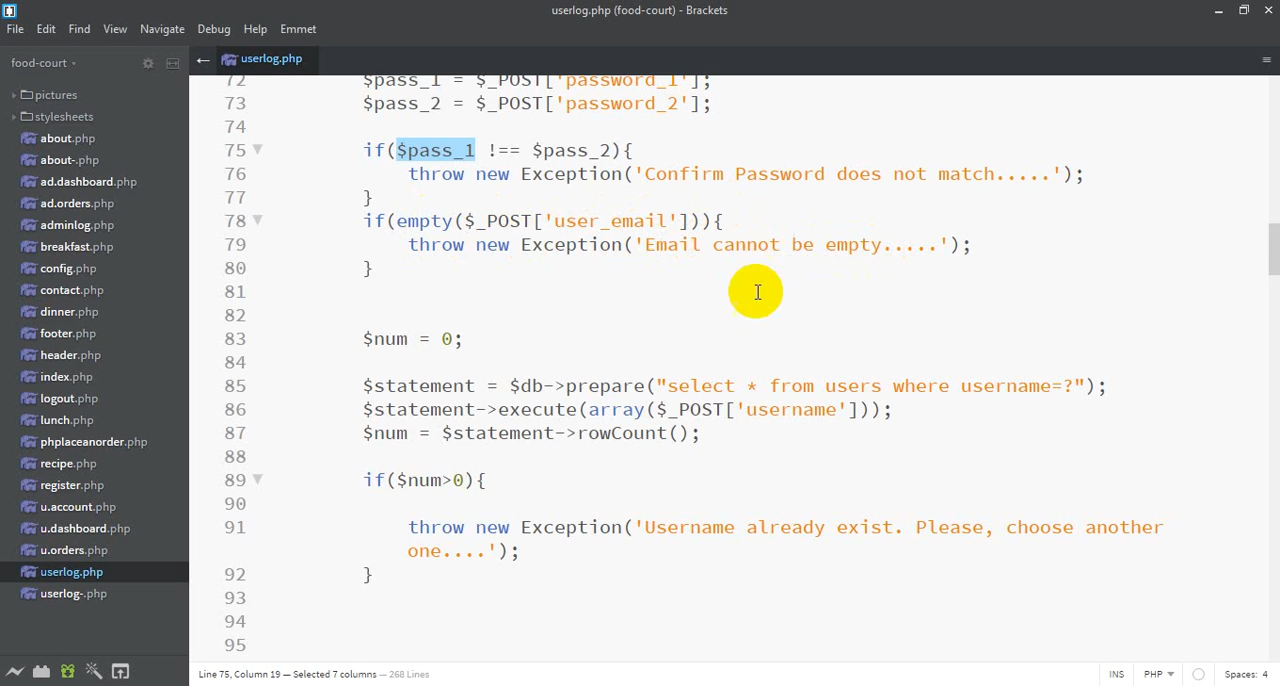 userlog.php (food-court) - Brackets
File Edit Find View Navigate Debug Help Emmet
food-court
← userlog.php
pictures
stylesheets
about.php
about-.php
ad.dashboard.php
ad.orders.php
adminlog.php
breakfast.php
config.php
contact.php
dinner.php
footer.php
header.php
index.php
logout.php
lunch.php
phplaceanorder.php
recipe.php
register.php
u.account.php
u.dashboard.php
u.orders.php
userlog.php
userlog-.php
72 $pass_1 = $_POST['password_1'];
73 $pass_2 = $_POST['password_2'];
74
75 if($pass_1 !== $pass_2){
76 throw new Exception('Confirm Password does not match.....');
77 }
78 if(empty($_POST['user_email'])){
79 throw new Exception('Email cannot be empty.....');
80 }
81
82
83 $num = 0;
84
85 $statement = $db->prepare("select * from users where username=?");
86 $statement->execute(array($_POST['username']));
87 $num = $statement->rowCount();
88
89 if($num>0){
90
91 throw new Exception('Username already exist. Please, choose another
one....');
92 }
93
94
95
Line 75, Column 19 — Selected 7 columns — 268 Lines
INS PHP Spaces: 4